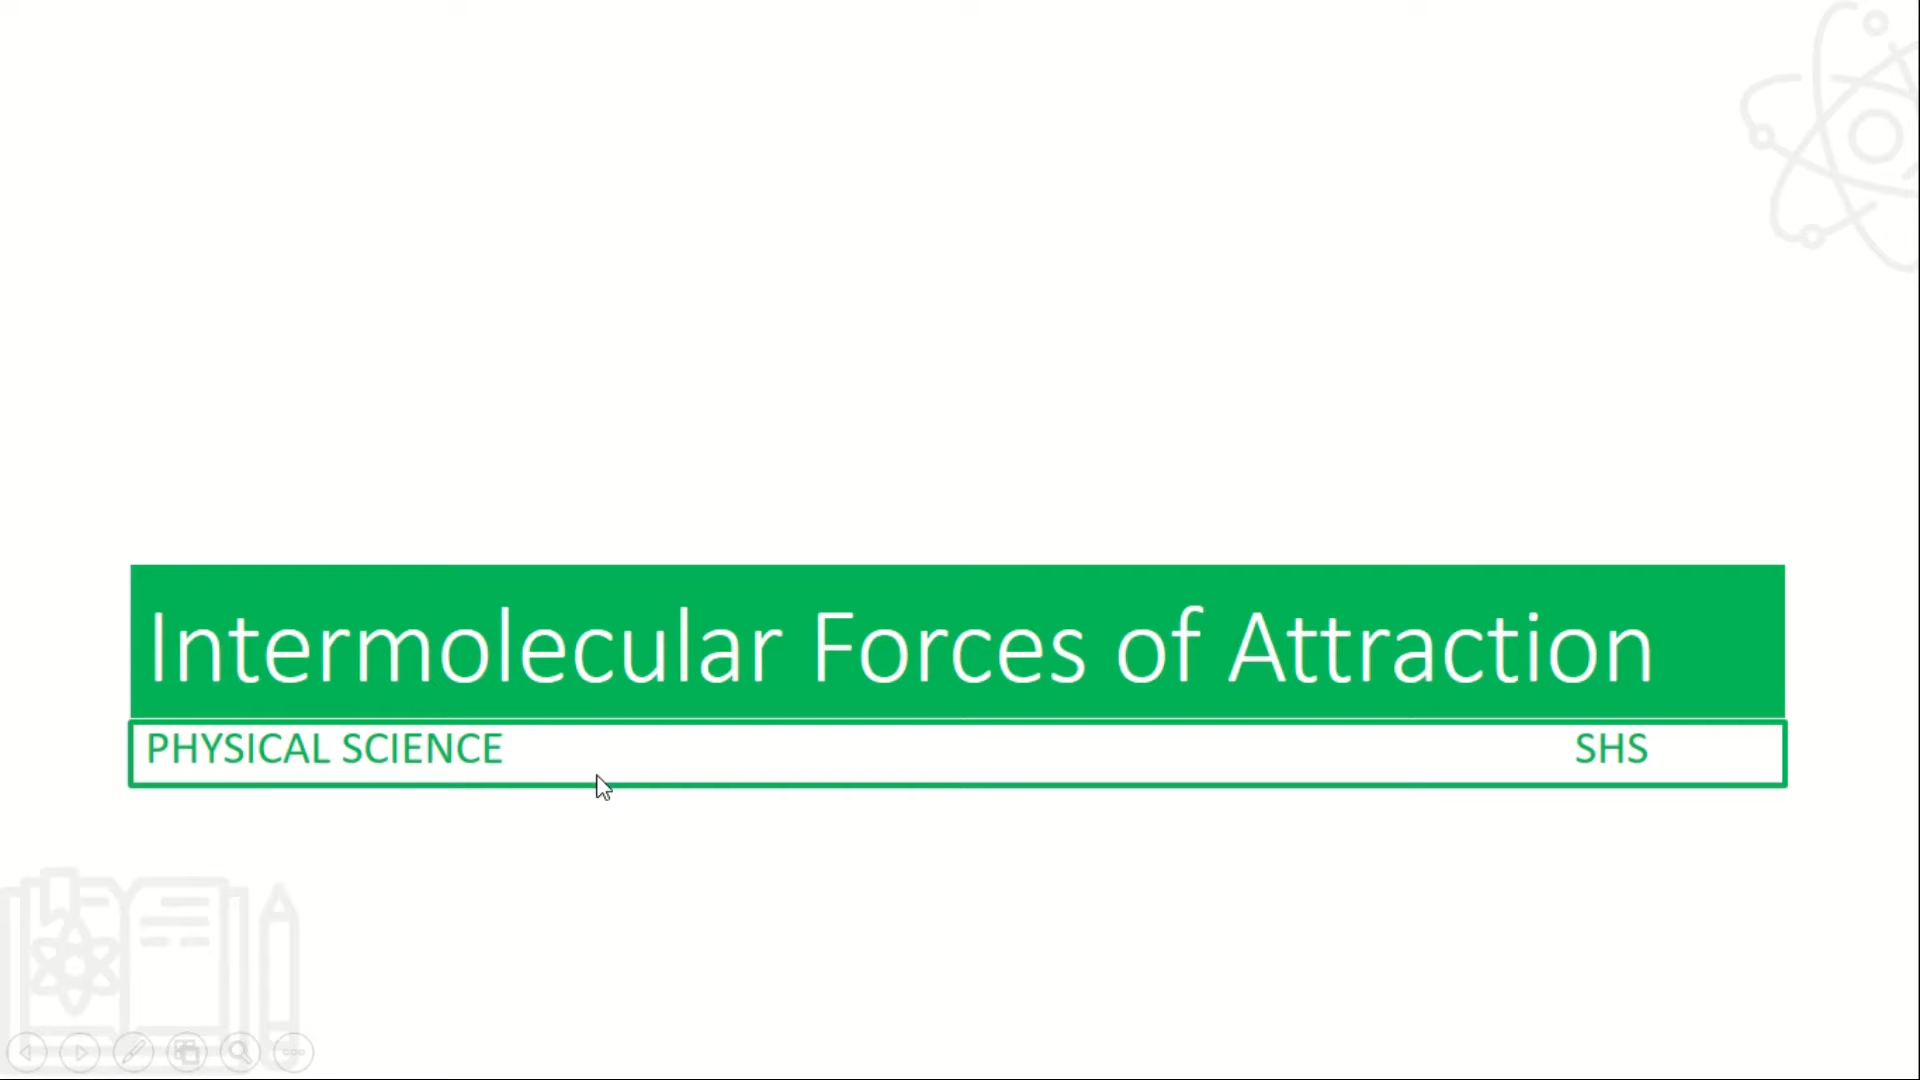 Intermolecular Forces of Attraction
PHYSICAL SCIENCE SHS